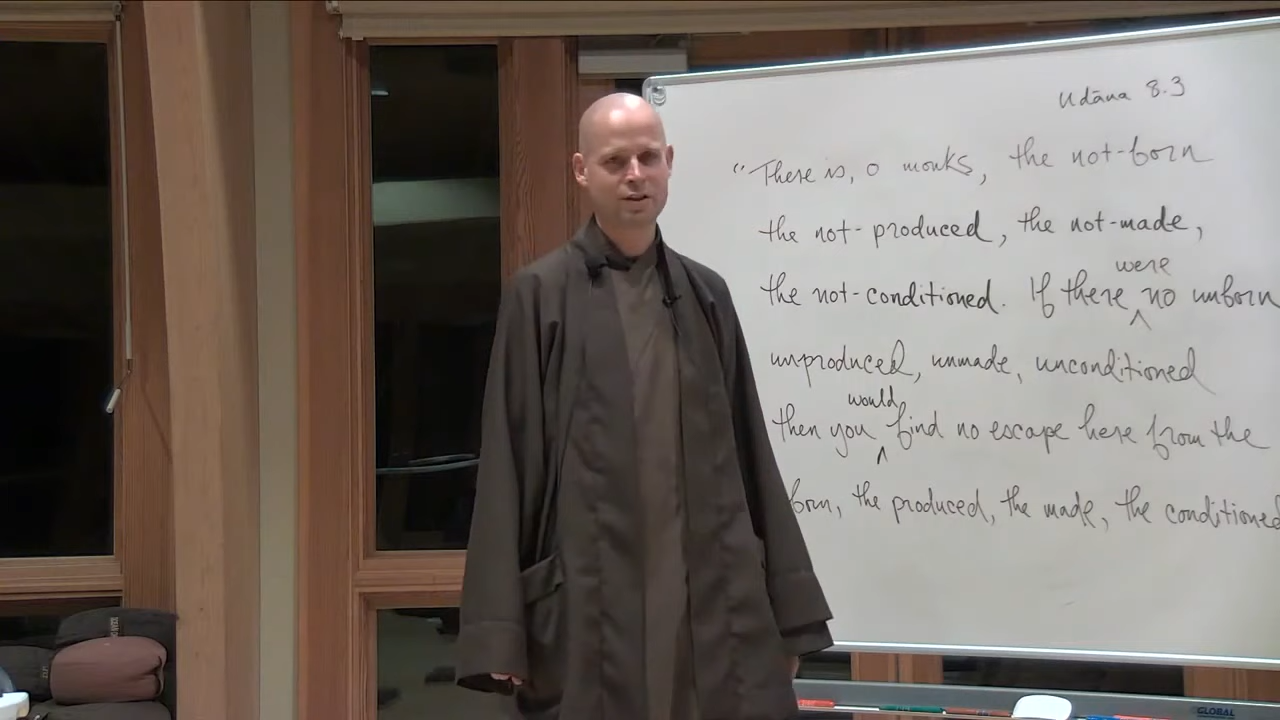 Udāna 8.3
"There is, o monks, the not-born
the not-produced, the not-made,
were
the not-conditioned. If there ^ no unborn
unproduced, unmade, unconditioned
would
then you ^ find no escape here from the
born, the produced, the made, the conditioned
GLOBAL